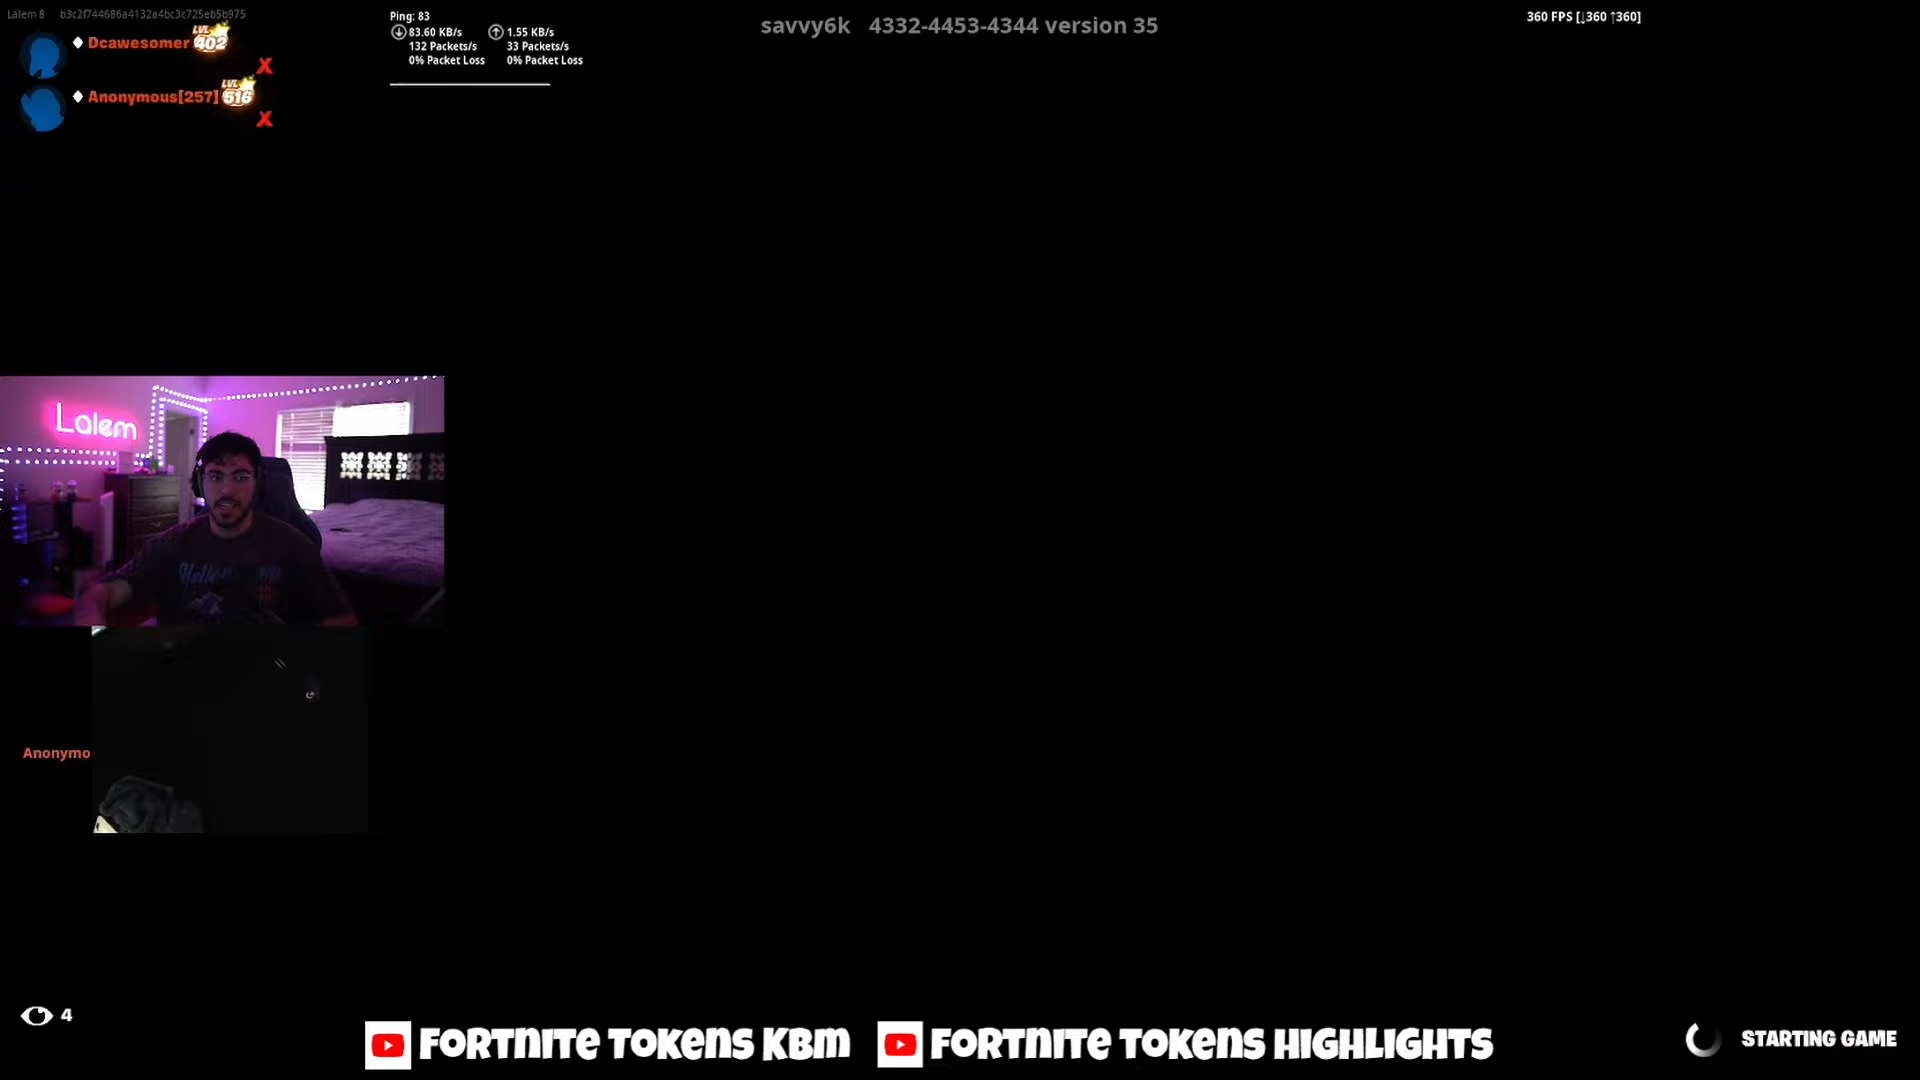 Lalem 8 b3c2f744686a4132a4bc3c725eb5b975
Dcawesomer LVL 402
X
Anonymous[257] LVL 516
X
Ping: 83
83.60 KB/s 1.55 KB/s
132 Packets/s 33 Packets/s
0% Packet Loss 0% Packet Loss
savvy6k 4332-4453-4344 version 35
360 FPS [↓360 ↑360]
Lalem
Anonymo
4
FORTNITE TOKENS KBM FORTNITE TOKENS HIGHLIGHTS
STARTING GAME